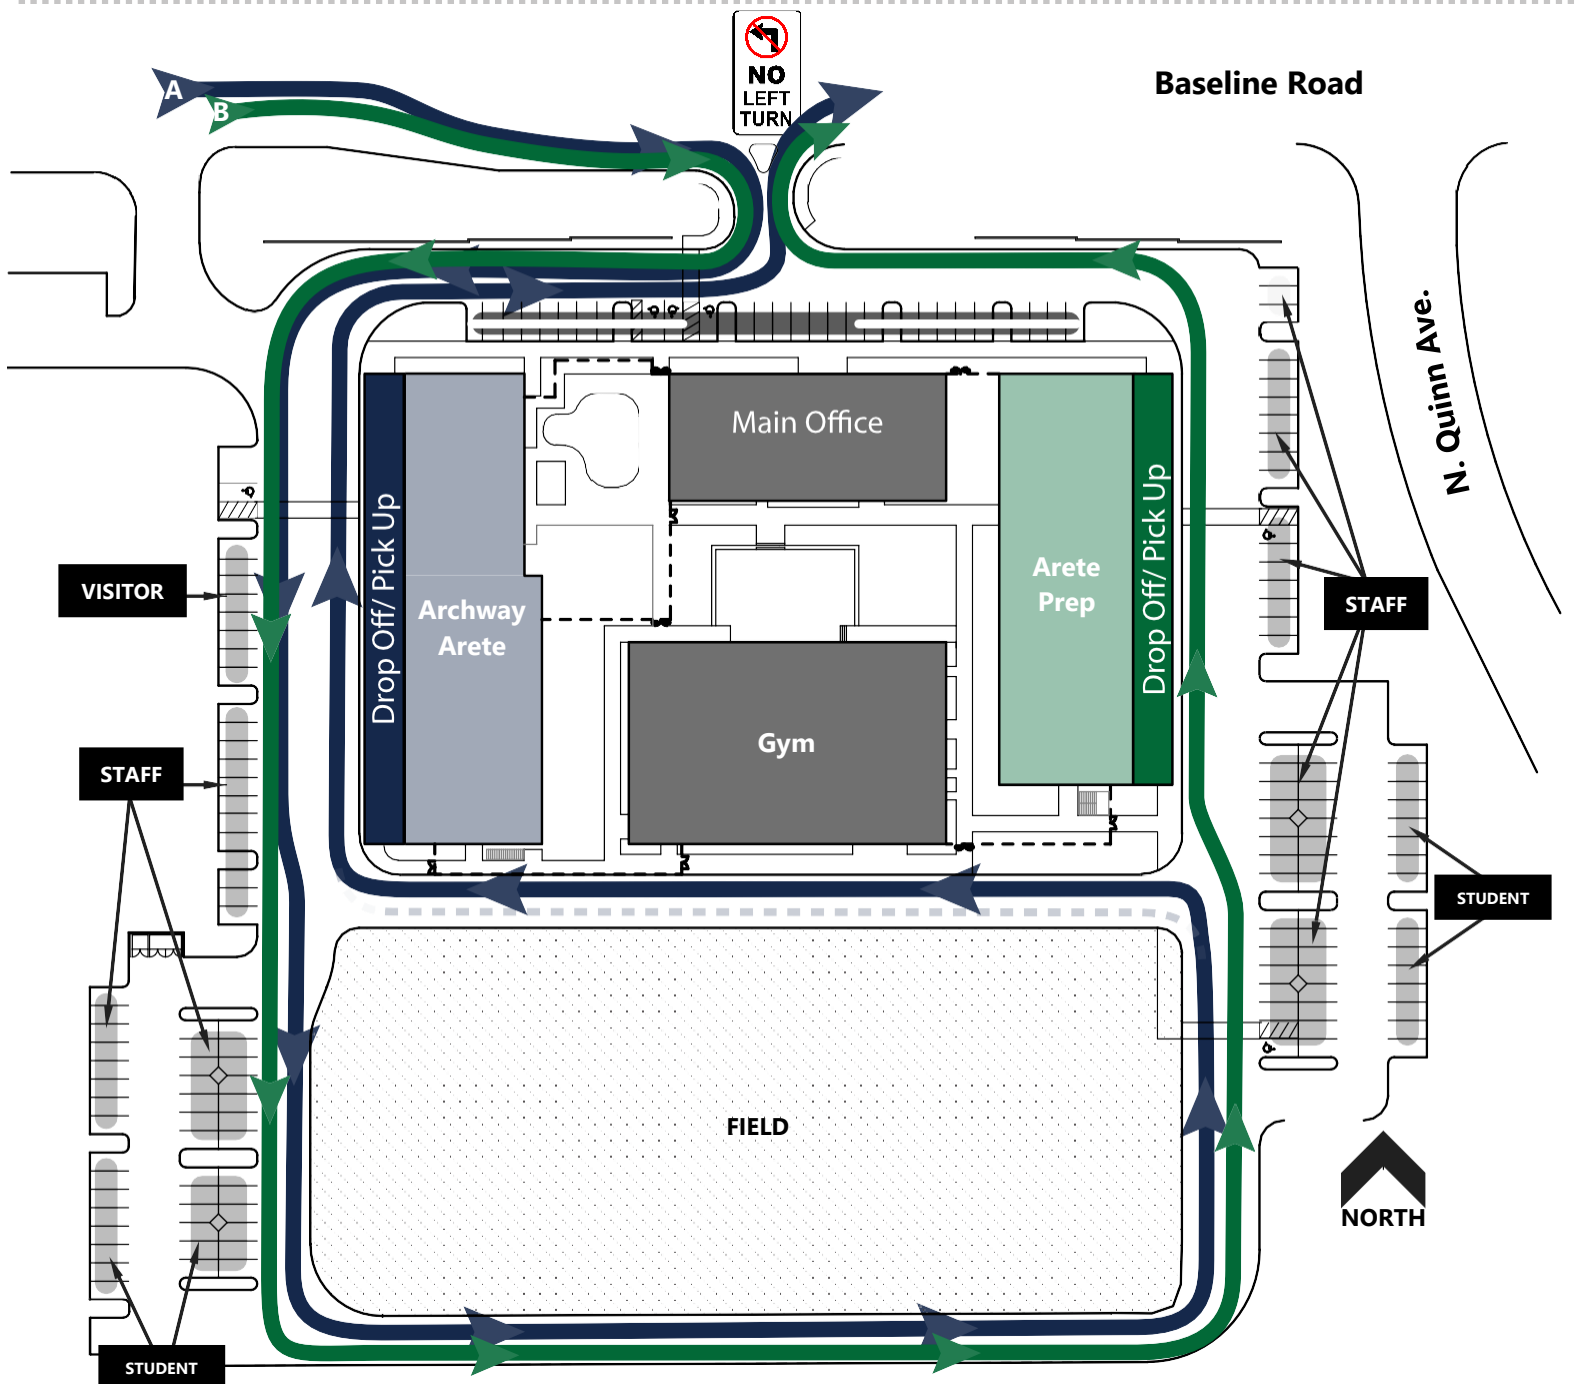 NO
LEFT
TURN
Baseline Road
A
B
N. Quinn Ave.
Main Office
Drop Off/ Pick Up
Archway
Arete
Arete
Prep
Drop Off/ Pick Up
VISITOR
STAFF
STAFF
Gym
STUDENT
FIELD
NORTH
STUDENT